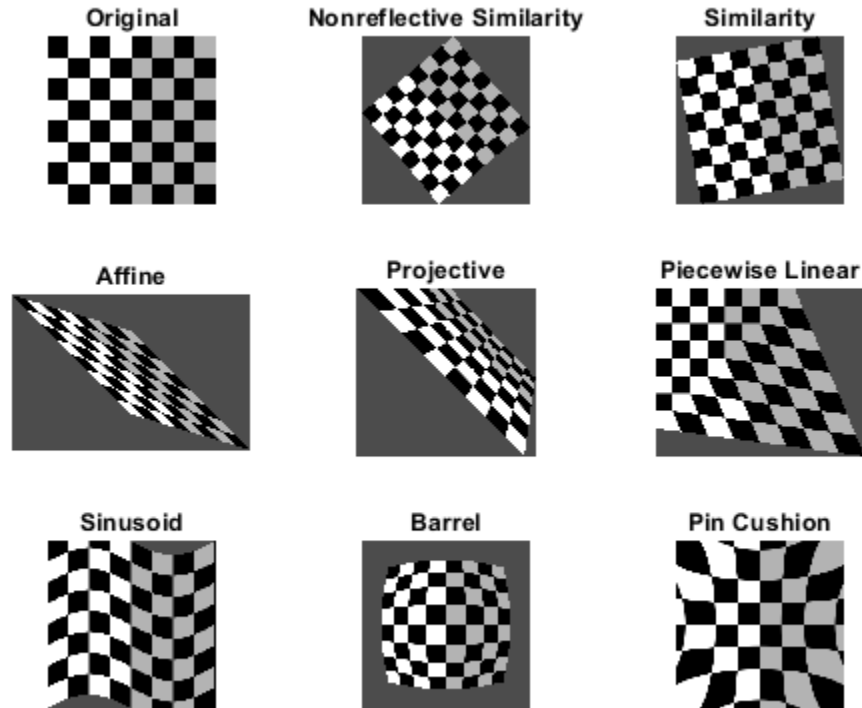 Original
Nonreflective Similarity
Similarity
Affine
Projective
Piecewise Linear
Sinusoid
Barrel
Pin Cushion